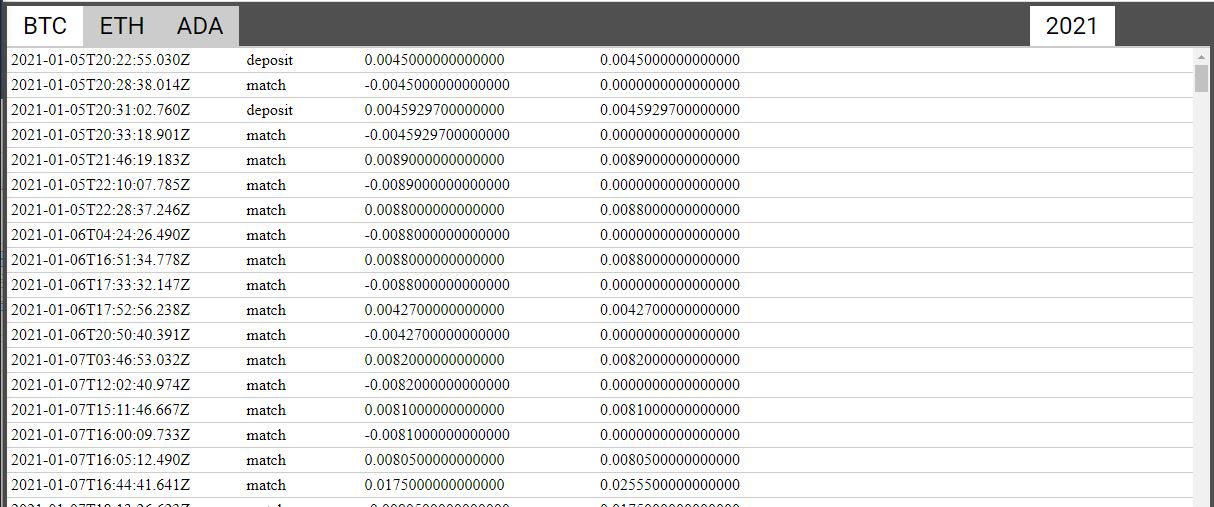 BTC ETH ADA 2021
2021-01-05T20:22:55.030Z deposit 0.0045000000000000 0.0045000000000000
2021-01-05T20:28:38.014Z match -0.0045000000000000 0.0000000000000000
2021-01-05T20:31:02.760Z deposit 0.0045929700000000 0.0045929700000000
2021-01-05T20:33:18.901Z match -0.0045929700000000 0.0000000000000000
2021-01-05T21:46:19.183Z match 0.0089000000000000 0.0089000000000000
2021-01-05T22:10:07.785Z match -0.0089000000000000 0.0000000000000000
2021-01-05T22:28:37.246Z match 0.0088000000000000 0.0088000000000000
2021-01-06T04:24:26.490Z match -0.0088000000000000 0.0000000000000000
2021-01-06T16:51:34.778Z match 0.0088000000000000 0.0088000000000000
2021-01-06T17:33:32.147Z match -0.0088000000000000 0.0000000000000000
2021-01-06T17:52:56.238Z match 0.0042700000000000 0.0042700000000000
2021-01-06T20:50:40.391Z match -0.0042700000000000 0.0000000000000000
2021-01-07T03:46:53.032Z match 0.0082000000000000 0.0082000000000000
2021-01-07T12:02:40.974Z match -0.0082000000000000 0.0000000000000000
2021-01-07T15:11:46.667Z match 0.0081000000000000 0.0081000000000000
2021-01-07T16:00:09.733Z match -0.0081000000000000 0.0000000000000000
2021-01-07T16:05:12.490Z match 0.0080500000000000 0.0080500000000000
2021-01-07T16:44:41.641Z match 0.0175000000000000 0.0255500000000000